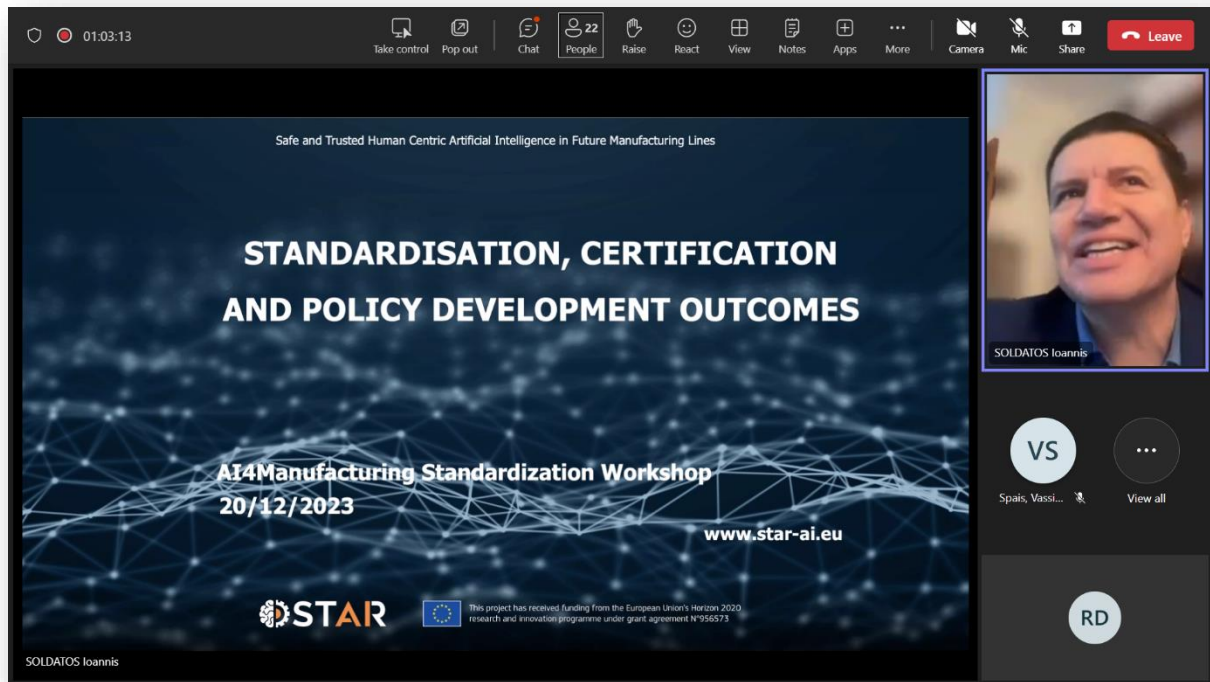 01:03:13
Take control
Pop out
Chat
22
People
Raise
React
View
Notes
Apps
More
Camera
Mic
Share
Leave
Safe and Trusted Human Centric Artificial Intelligence in Future Manufacturing Lines
STANDARDISATION, CERTIFICATION
AND POLICY DEVELOPMENT OUTCOMES
AI4Manufacturing Standardization Workshop
20/12/2023
www.star-ai.eu
STAR
This project has received funding from the European Union's Horizon 2020
research and innovation programme under grant agreement N°956573
SOLDATOS Ioannis
SOLDATOS Ioannis
VS
Spais, Vassi...
View all
RD